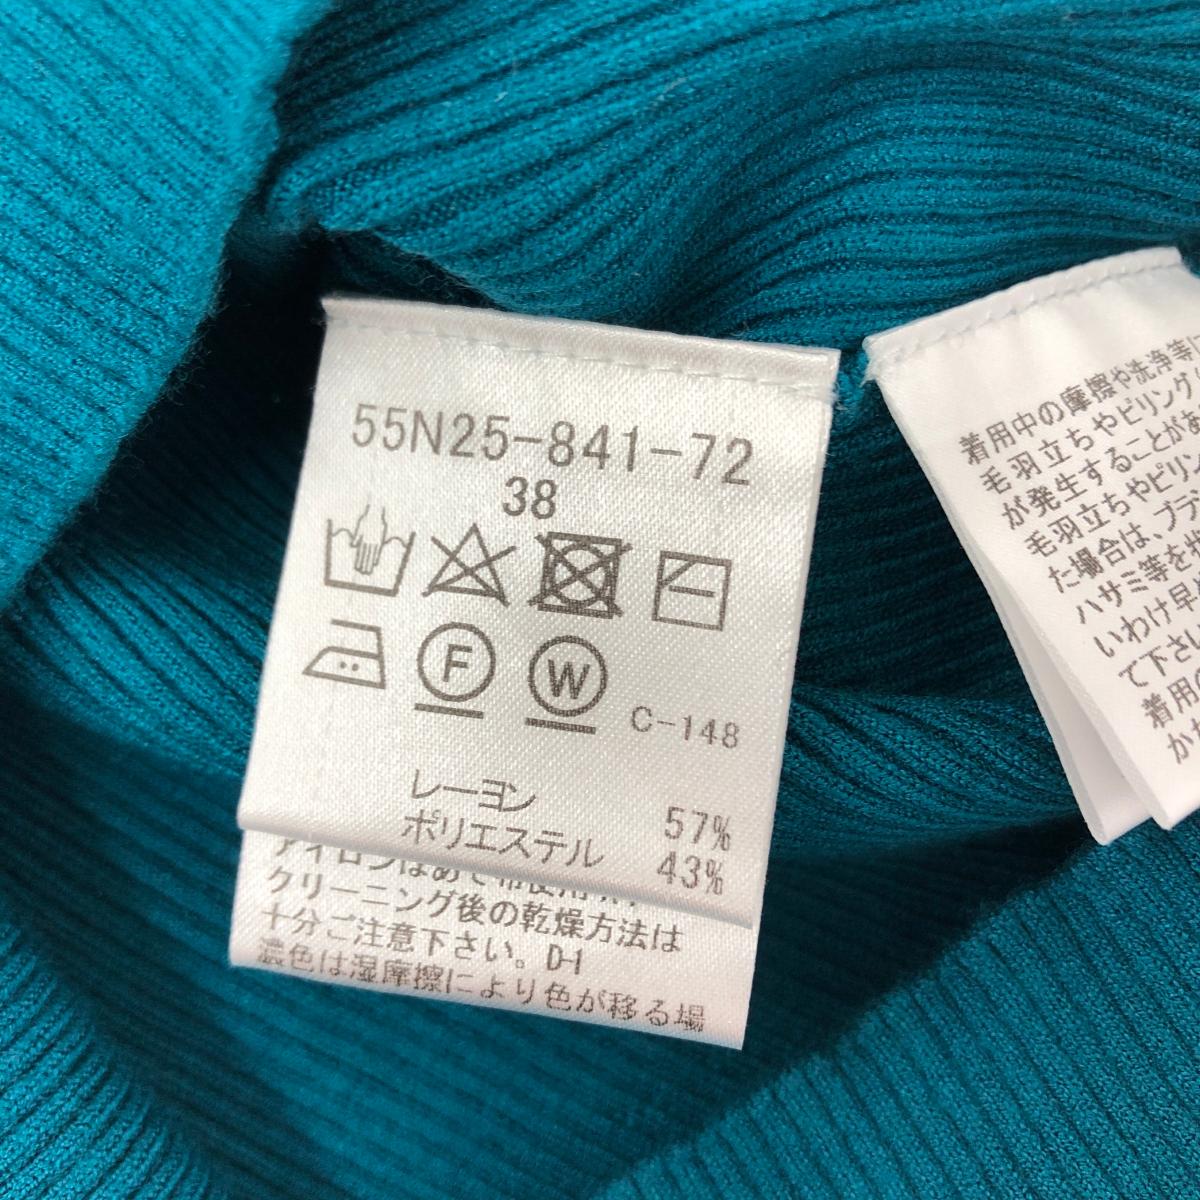 55N25-841-72
38
F W C-148
レーヨン 57%
ポリエステル 43%
クリーニング後の乾燥方法は
十分ご注意下さい。D-1
濃色は湿摩擦により色が移る場
着用中の摩擦や洗浄等に
毛羽立ちやピリング
が発生することがあ
毛羽立ちやピリン
た場合は、ブラ
ハサミ等を
いわけ早
て下さい
着用の